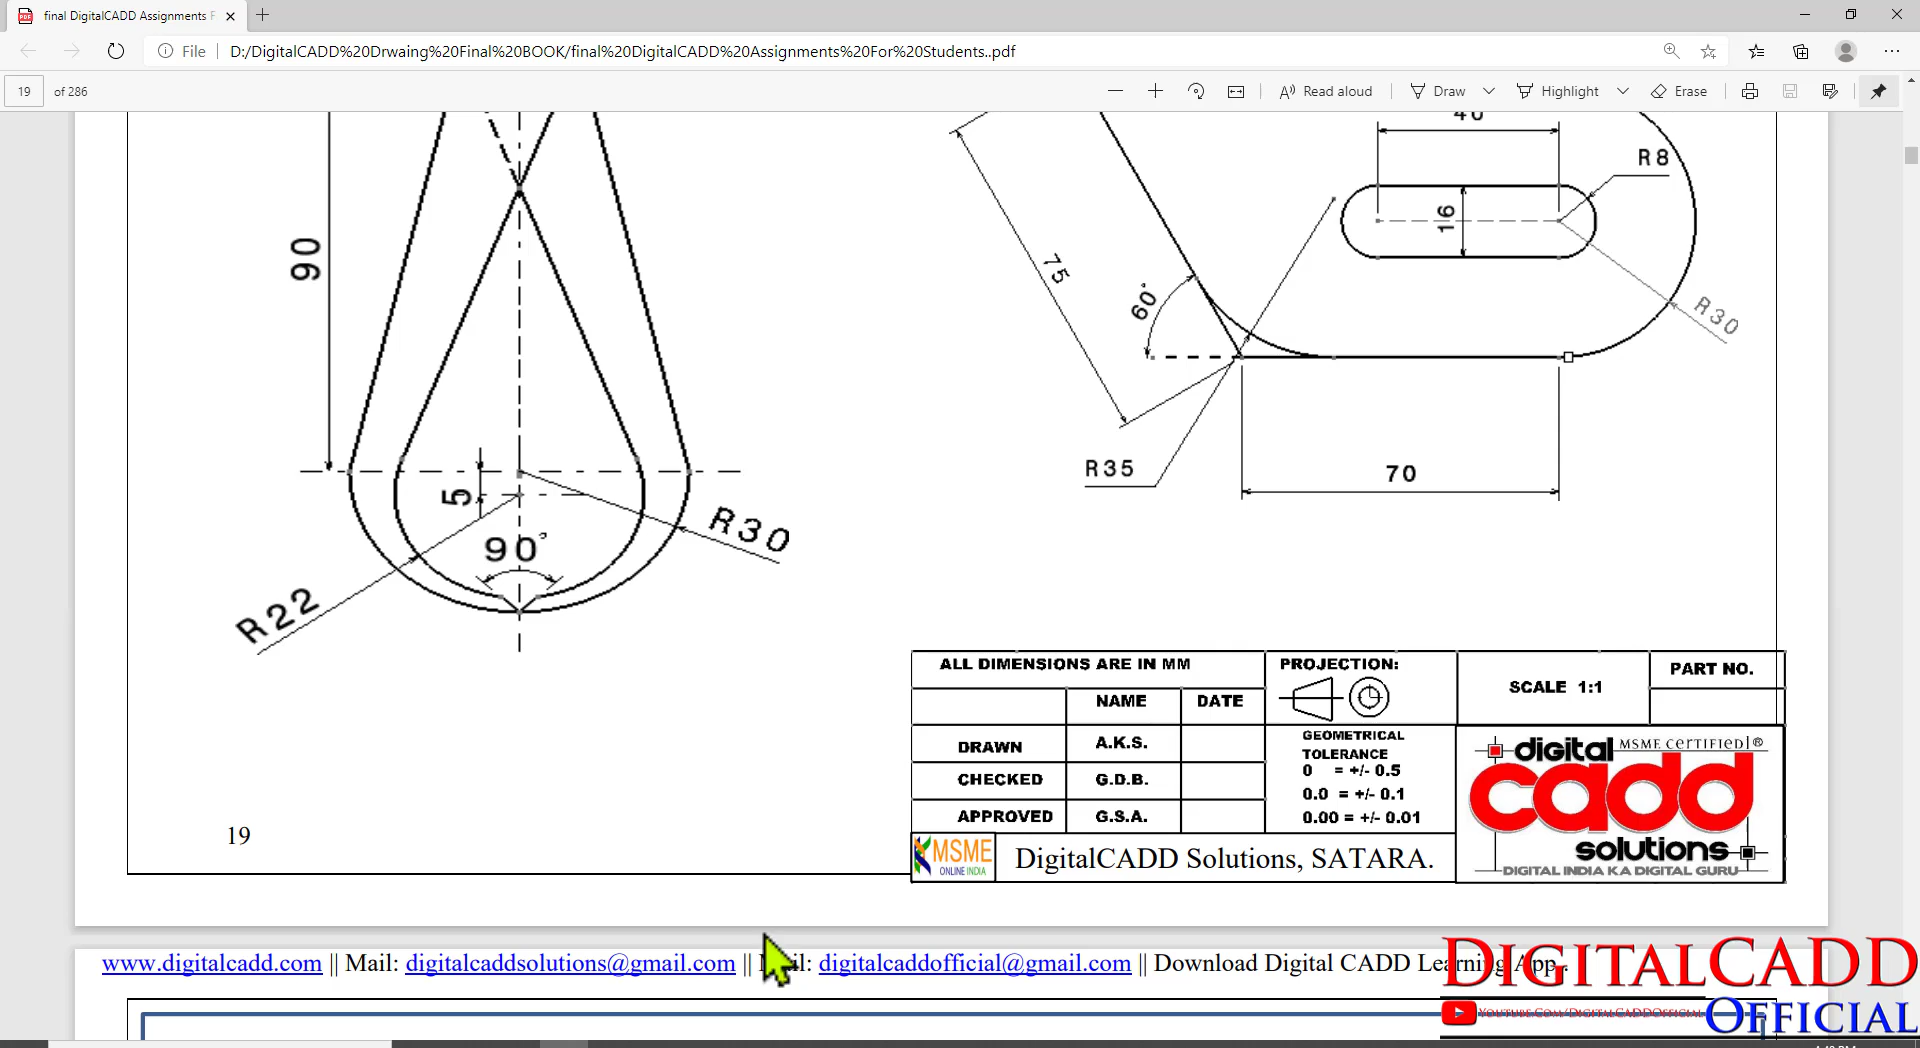 final DigitalCADD Assignments F
File
D:/DigitalCADD%20Drwaing%20Final%20BOOK/final%20DigitalCADD%20Assignments%20For%20Students..pdf
19 of 286
Read aloud
Draw
Highlight
Erase
40
R8
16
90
75
60°
R30
R35
70
5
R30
90°
R22
ALL DIMENSIONS ARE IN MM
PROJECTION:
SCALE 1:1
PART NO.
NAME DATE
DRAWN A.K.S.
CHECKED G.D.B.
APPROVED G.S.A.
GEOMETRICAL
TOLERANCE
0 = +/- 0.5
0.0 = +/- 0.1
0.00 = +/- 0.01
digital MSME CERTIFIED ®
cadd
solutions
DIGITAL INDIA KA DIGITAL GURU
19
MSME
ONLINE INDIA
DigitalCADD Solutions, SATARA.
www.digitalcadd.com || Mail: digitalcaddsolutions@gmail.com || digitalcaddofficial@gmail.com || Download Digital CADD Learning App
DIGITALCADD
YOUTUBE.COM/DIGITALCADDOFFICIAL
OFFICIAL